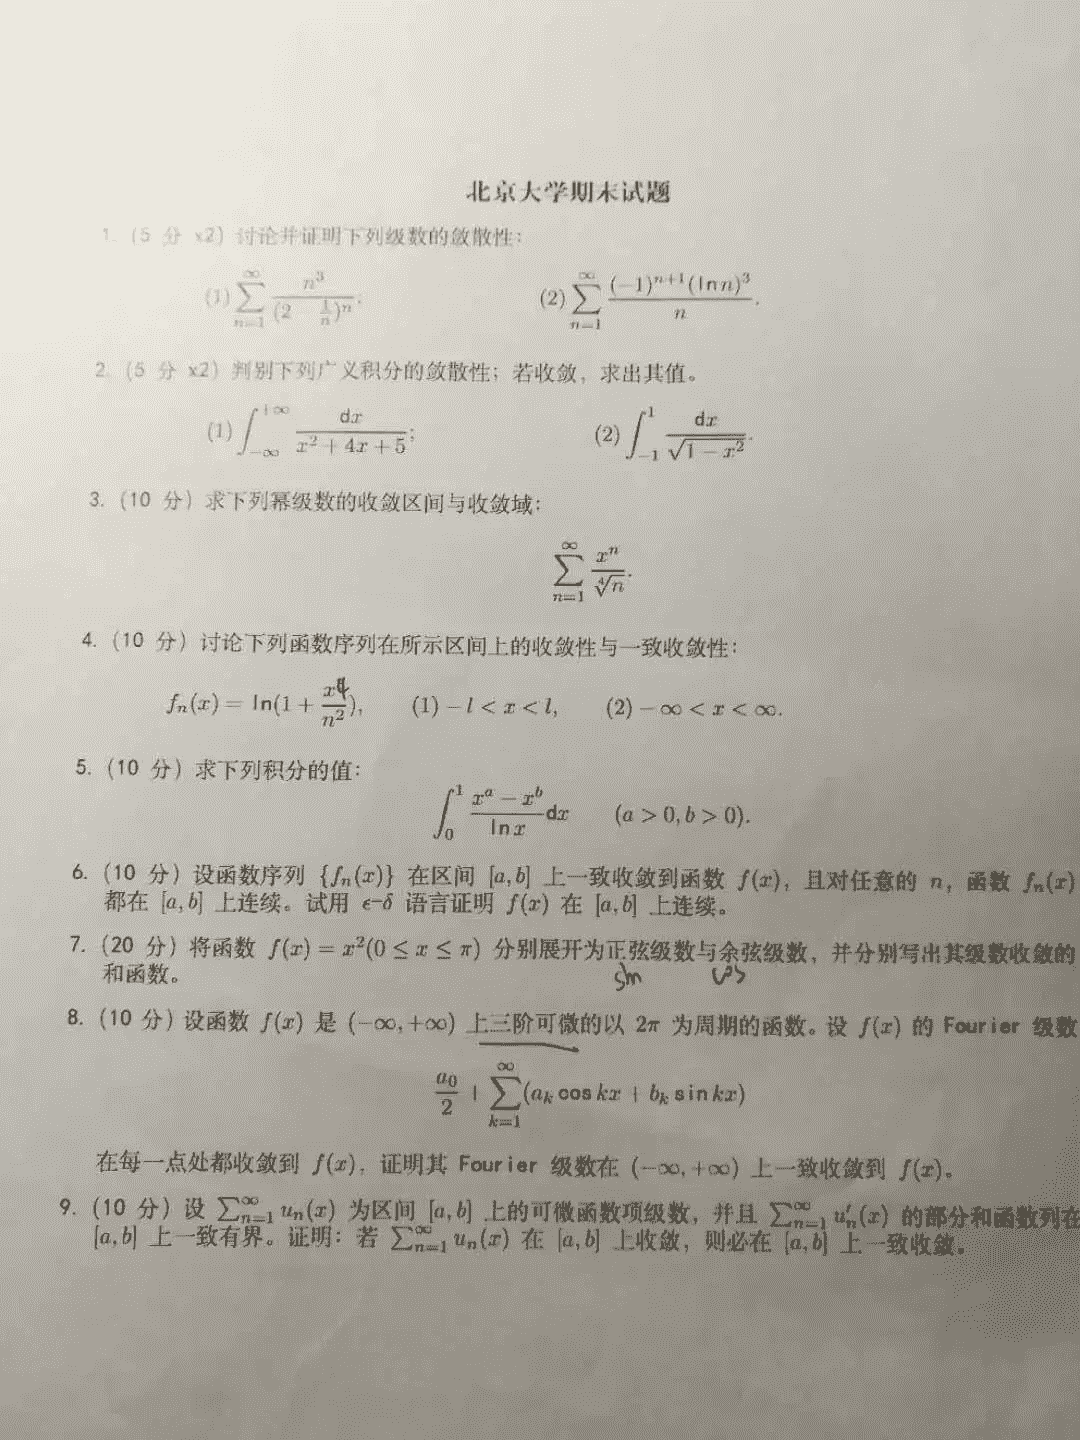 北京大学期末试题
1. (5 分 x2) 讨论并证明下列级数的敛散性:
(1) \sum_{n=1}^{\infty} \frac{n^3}{(2 - \frac{1}{n})^n}. (2) \sum_{n=1}^{\infty} \frac{(-1)^{n+1}(\ln n)^3}{n}.
2. (5 分 x2) 判别下列广义积分的敛散性; 若收敛, 求出其值。
(1) \int_{-\infty}^{+\infty} \frac{dx}{x^2 + 4x + 5}; (2) \int_{-1}^{1} \frac{dx}{\sqrt{1 - x^2}}.
3. (10 分) 求下列幂级数的收敛区间与收敛域:
\sum_{n=1}^{\infty} \frac{x^n}{\sqrt[4]{n}}.
4. (10 分) 讨论下列函数序列在所示区间上的收敛性与一致收敛性:
f_n(x) = \ln(1 + \frac{x^4}{n^2}), (1) -l < x < l, (2) -\infty < x < \infty.
5. (10 分) 求下列积分的值:
\int_0^1 \frac{x^a - x^b}{\ln x} dx (a > 0, b > 0).
6. (10 分) 设函数序列 {f_n(x)} 在区间 [a, b] 上一致收敛到函数 f(x), 且对任意的 n, 函数 f_n(x)
都在 [a, b] 上连续。试用 ϵ-δ 语言证明 f(x) 在 [a, b] 上连续。
7. (20 分) 将函数 f(x) = x^2(0 ≤ x ≤ π) 分别展开为正弦级数与余弦级数, 并分别写出其级数收敛的
和函数。
sin cos
8. (10 分) 设函数 f(x) 是 (-∞, +∞) 上三阶可微的以 2π 为周期的函数。设 f(x) 的 Fourier 级数
\frac{a_0}{2} + \sum_{k=1}^{\infty} (a_k \cos kx + b_k \sin kx)
在每一点处都收敛到 f(x), 证明其 Fourier 级数在 (-∞, +∞) 上一致收敛到 f(x)。
9. (10 分) 设 \sum_{n=1}^{\infty} u_n(x) 为区间 [a, b] 上的可微函数项级数, 并且 \sum_{n=1}^{\infty} u'_n(x) 的部分和函数列在
[a, b] 上一致有界。证明: 若 \sum_{n=1}^{\infty} u_n(x) 在 [a, b] 上收敛, 则必在 [a, b] 上一致收敛。